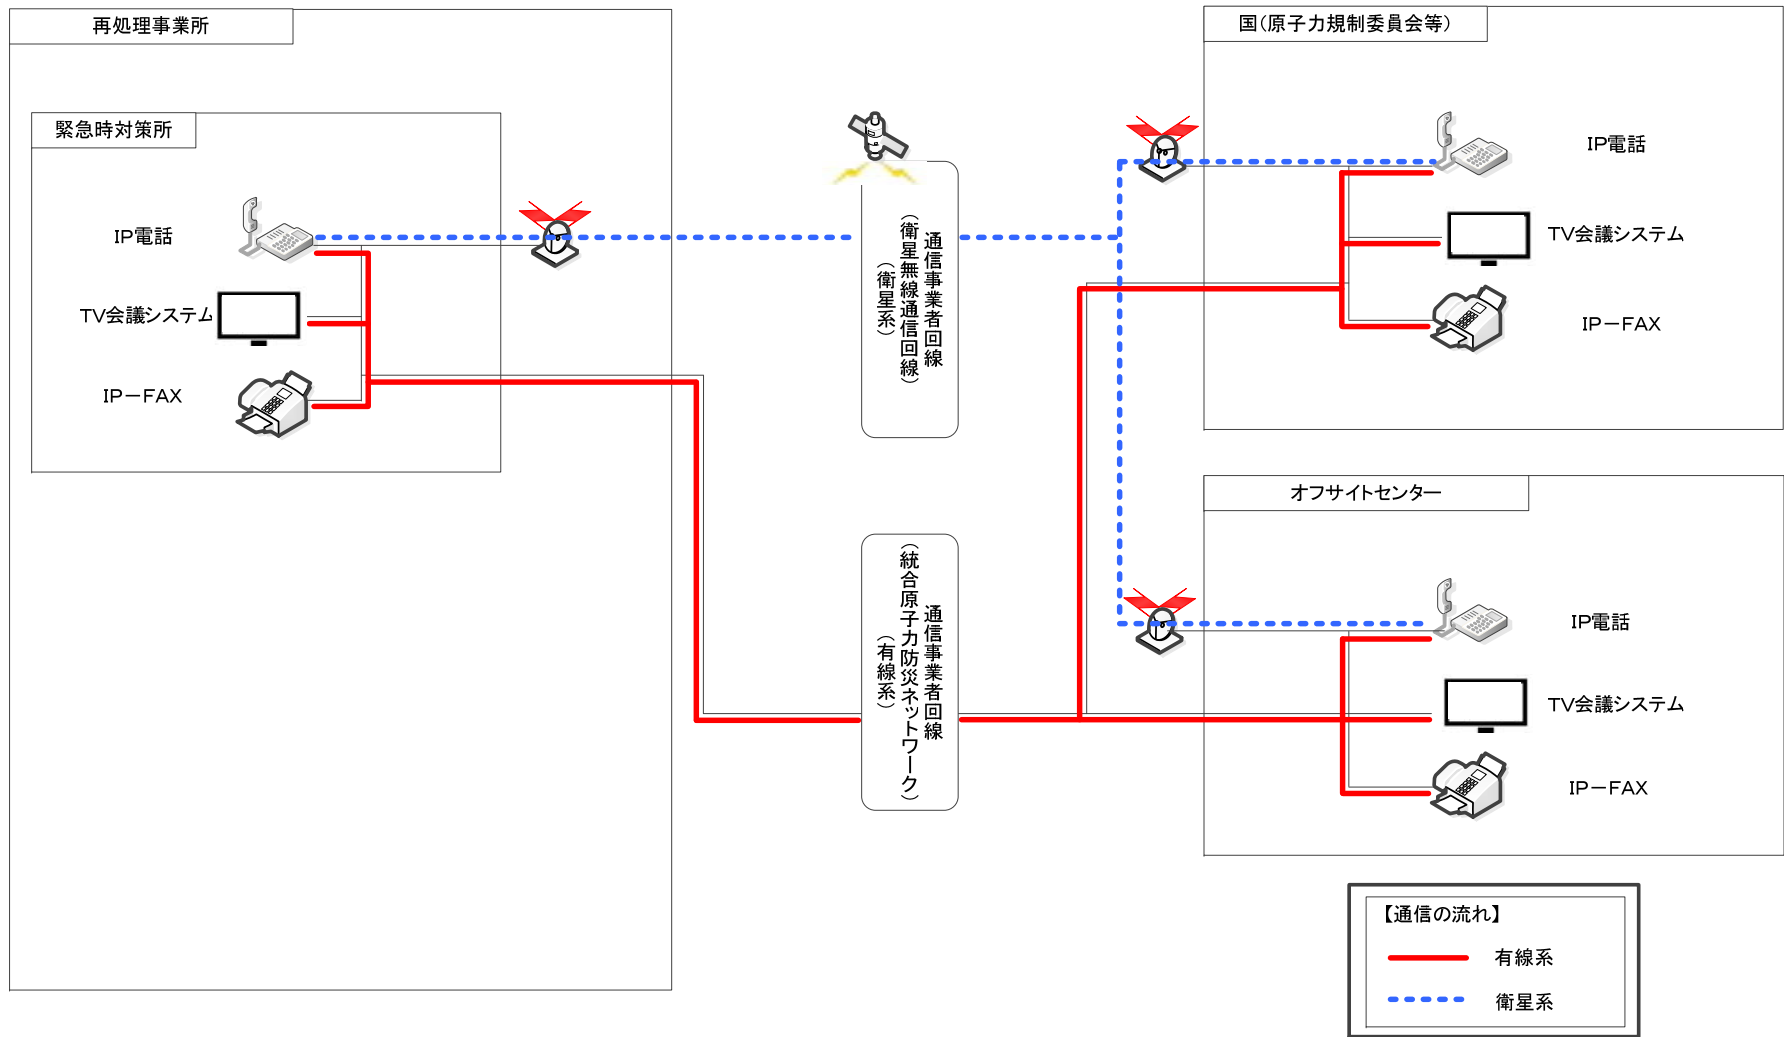 再処理事業所
緊急時対策所
IP電話
TV会議システム
IP－FAX
通信事業者回線
（衛星無線通信回線）
（衛星系）
通信事業者回線
（統合原子力防災ネットワーク）
（有線系）
国（原子力規制委員会等）
IP電話
TV会議システム
IP－FAX
オフサイトセンター
IP電話
TV会議システム
IP－FAX
【通信の流れ】
有線系
衛星系